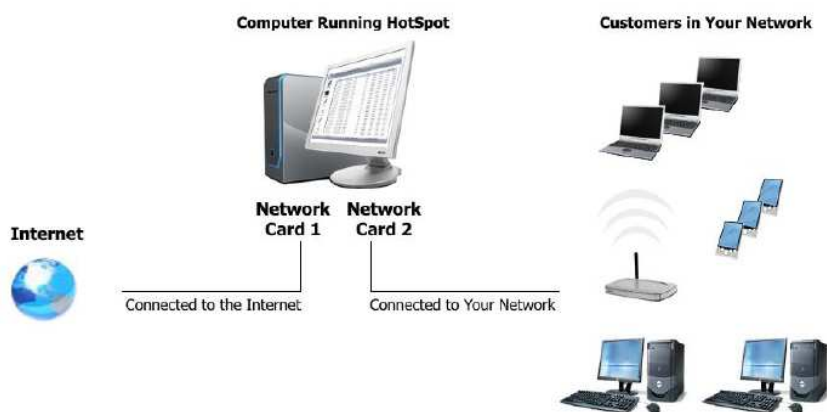 Computer Running HotSpot
Customers in Your Network
Network Card 1
Network Card 2
Internet
Connected to the Internet
Connected to Your Network